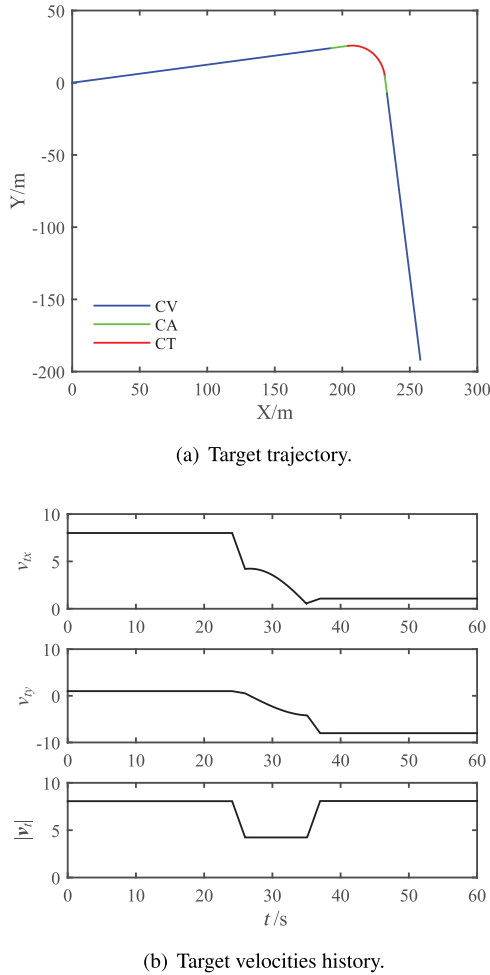 50
0
-50
-100
-150
-200
Y/m
CV
CA
CT
0 50 100 150 200 250 300
X/m
(a) Target trajectory.
10
5
0
v_tx
0 10 20 30 40 50 60
10
0
-10
v_ty
0 10 20 30 40 50 60
10
5
0
|v_t|
0 10 20 30 40 50 60
t/s
(b) Target velocities history.